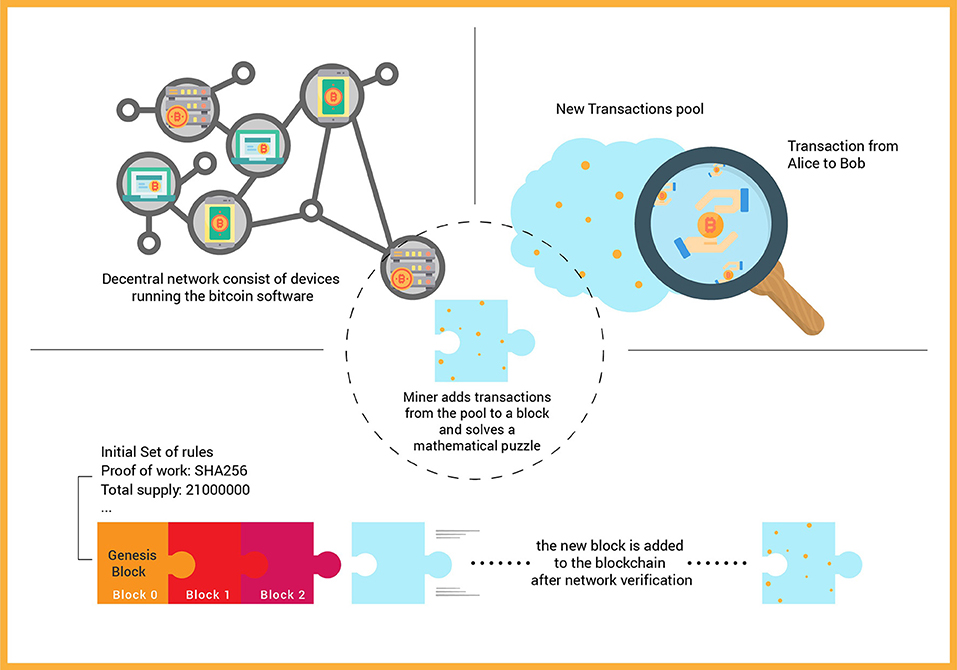 New Transactions pool
Transaction from
Alice to Bob
Decentral network consist of devices
running the bitcoin software
Miner adds transactions
from the pool to a block
and solves a
mathematical puzzle
Initial Set of rules
Proof of work: SHA256
Total supply: 21000000
...
Genesis
Block
Block 0
Block 1
Block 2
the new block is added
to the blockchain
after network verification